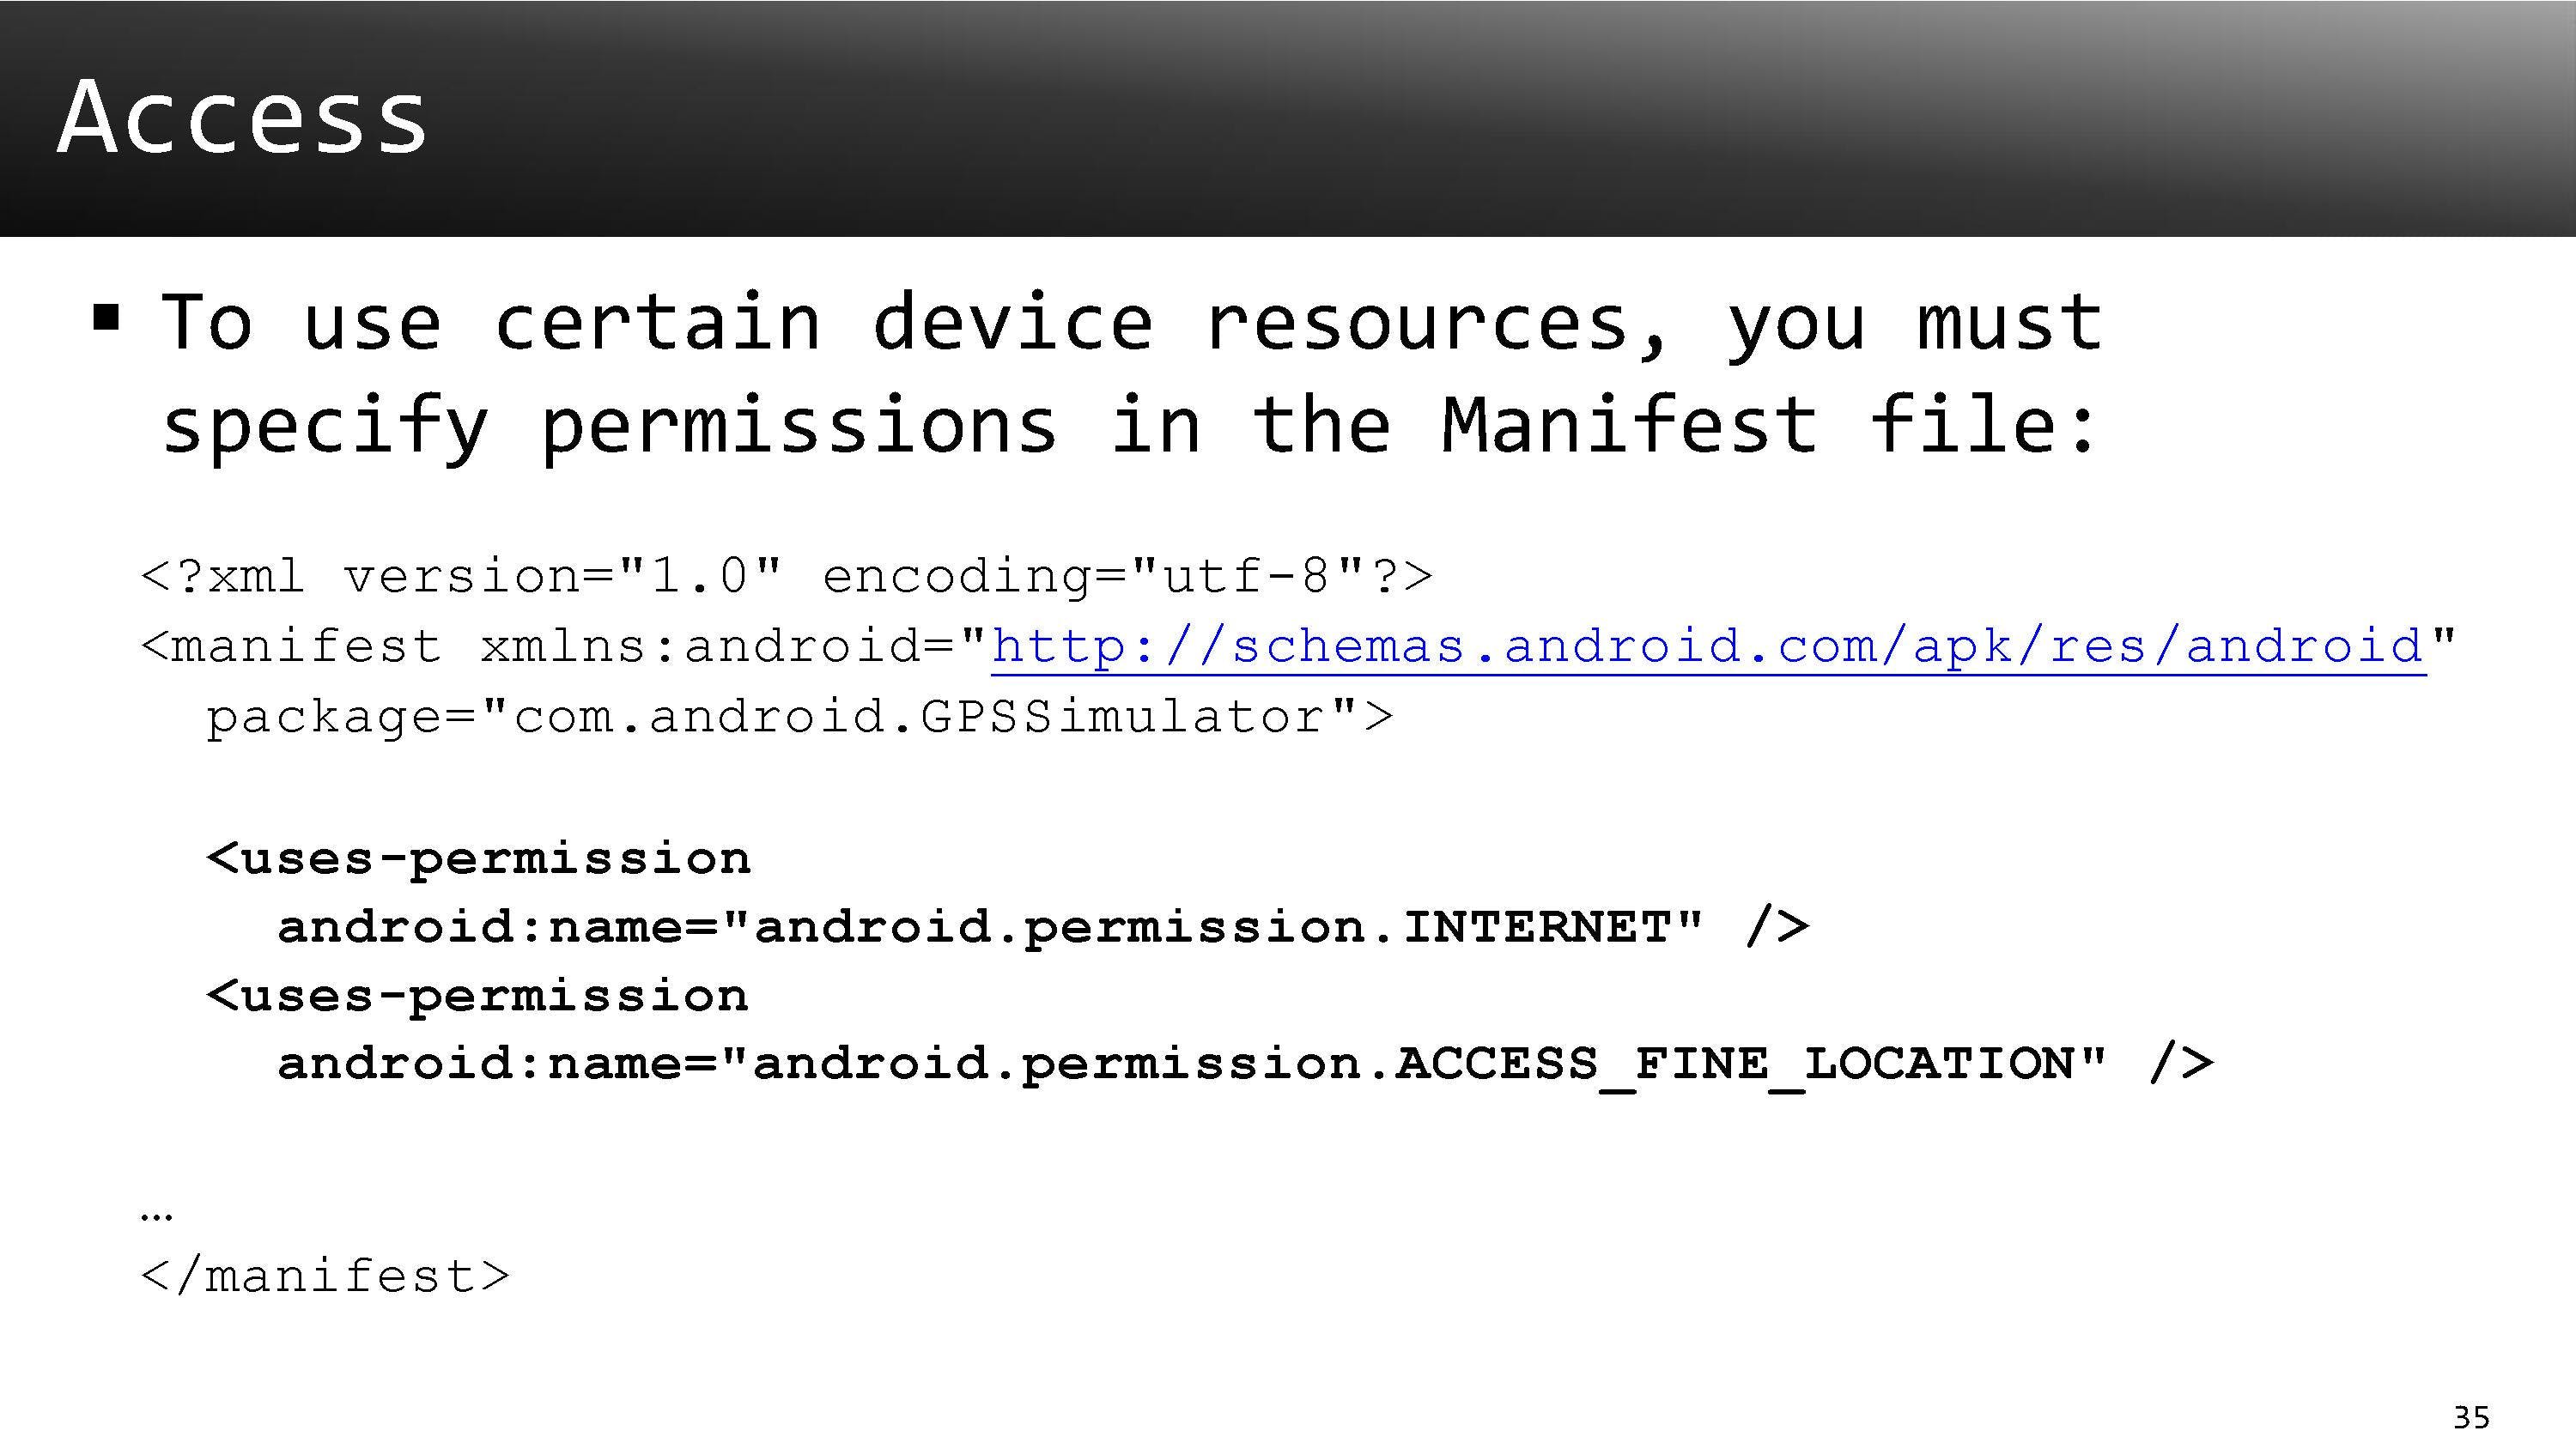 Access
▪ To use certain device resources, you must
specify permissions in the Manifest file:
<?xml version="1.0" encoding="utf-8"?>
<manifest xmlns:android="http://schemas.android.com/apk/res/android"
package="com.android.GPSSimulator">
<uses-permission
android:name="android.permission.INTERNET" />
<uses-permission
android:name="android.permission.ACCESS_FINE_LOCATION" />
…
</manifest>
35